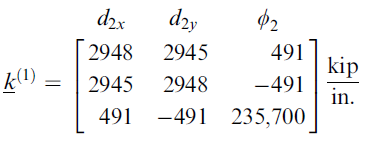 d2x d2y ϕ2
2948 2945 491
k(1) = 2945 2948 −491 kip
in.
491 −491 235,700